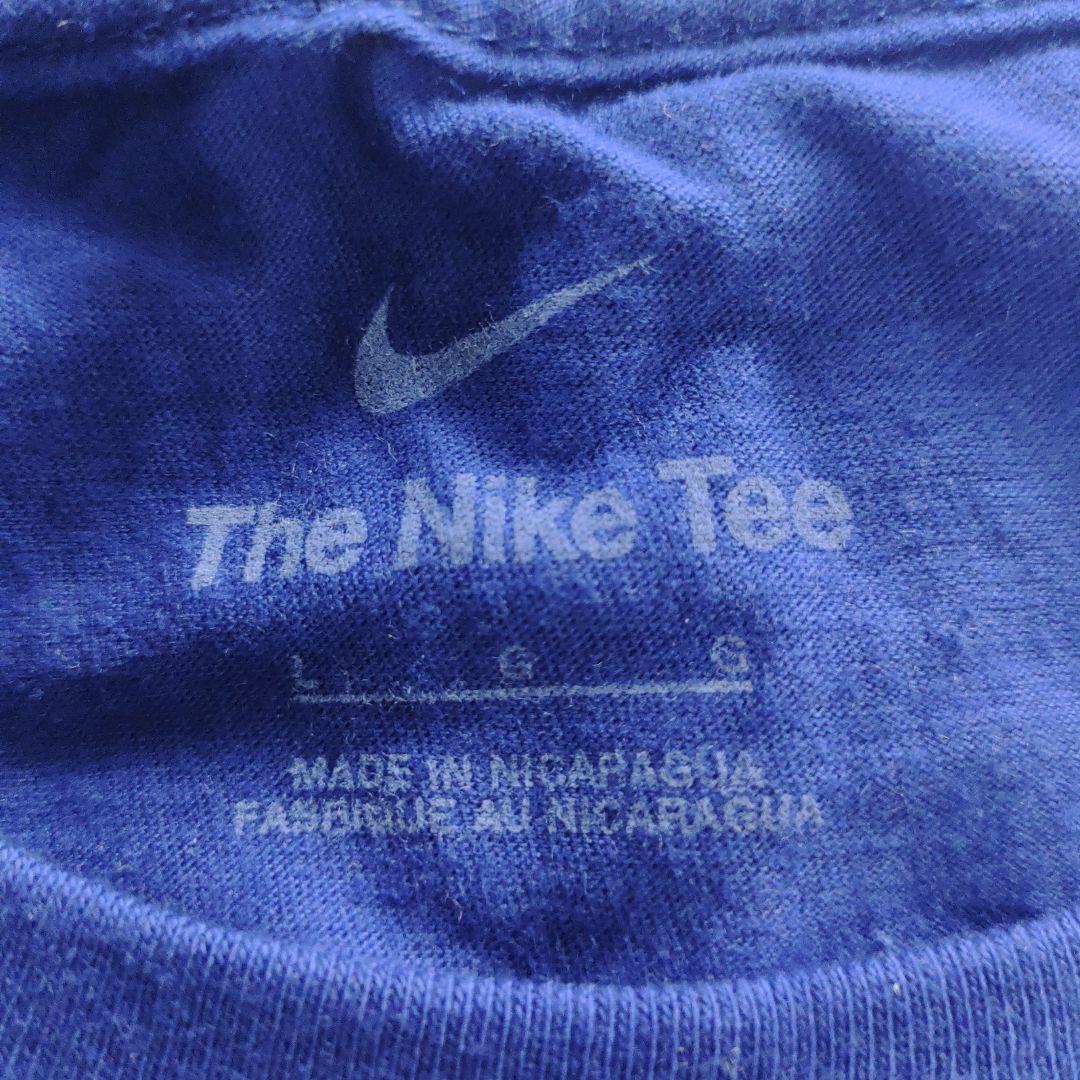 The Nike Tee
L G G
MADE IN NICARAGUA
FABRIQUÉ AU NICARAGUA